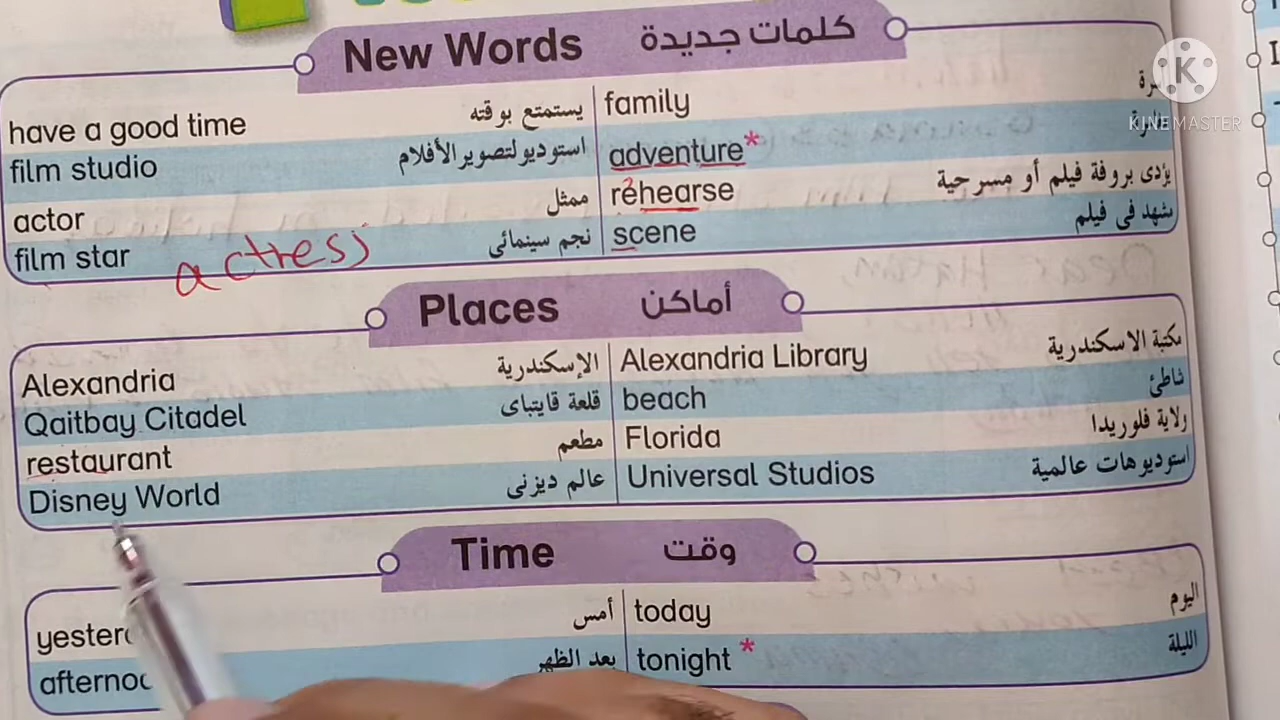 New Words كلمات جديدة
have a good time يستمتع بوقته family
film studio استوديو لتصوير الأفلام adventure*
actor ممثل rehearse يؤدى بروفة فيلم أو مسرحية
film star نجم سينمائى scene مشهد فى فيلم
actress
Places أماكن
Alexandria الإسكندرية Alexandria Library مكتبة الاسكندرية
Qaitbay Citadel قلعة قايتباى beach شاطئ
restaurant مطعم Florida ولاية فلوريدا
Disney World عالم ديزنى Universal Studios استوديوهات عالمية
Time وقت
أمس today اليوم
بعد الظهر tonight * الليلة
KINEMASTER